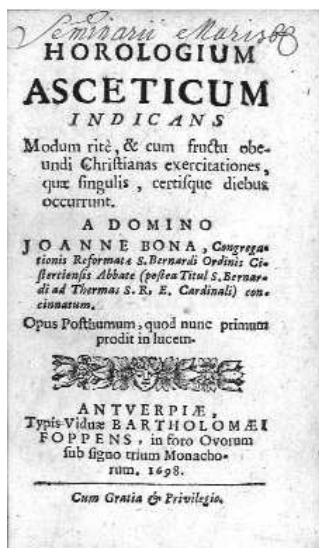 Seminarii
HOROLOGIUM
ASCETICUM
INDICANS
Modum ritè, & cum fructu obe-
undi Christianas exercitationes,
quæ singulis, certisque diebus
occurrunt.
A DOMINO
JOANNE BONA, Congrega-
tionis Reformatæ S. Bernardi Ordinis Ci-
sterciensis Abbate (postea Titul S. Bernar-
di ad Thermas S. R. E. Cardinali) con-
cinnatum.
Opus Posthumum, quod nunc primum
prodit in lucem.
ANTVERPIÆ,
Typis Viduæ BARTHOLOMÆI
FOPPENS, in foro Ovorum
sub signo trium Monacho-
rum. 1698.
Cum Gratia & Privilegio.